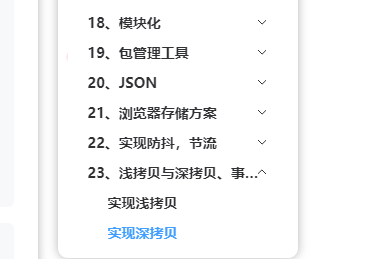 18、模块化
19、包管理工具
20、JSON
21、浏览器存储方案
22、实现防抖，节流
23、浅拷贝与深拷贝、事...
实现浅拷贝
实现深拷贝